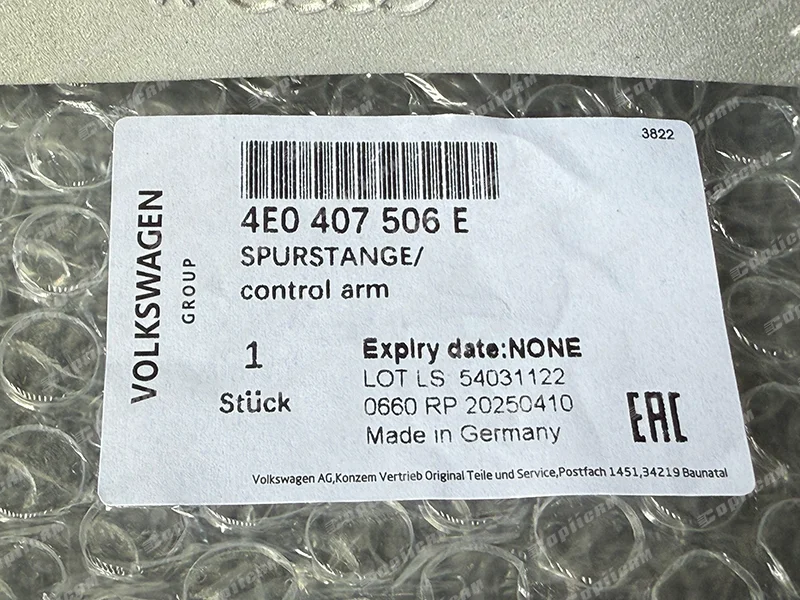 3822
4E0 407 506 E
SPURSTANGE/
control arm
VOLKSWAGEN
GROUP
1
Stück
Expiry date:NONE
LOT LS 54031122
0660 RP 20250410
Made in Germany
EAC
Volkswagen AG,Konzem Vertrieb Original Teile und Service,Postfach 1451,34219 Baunatal